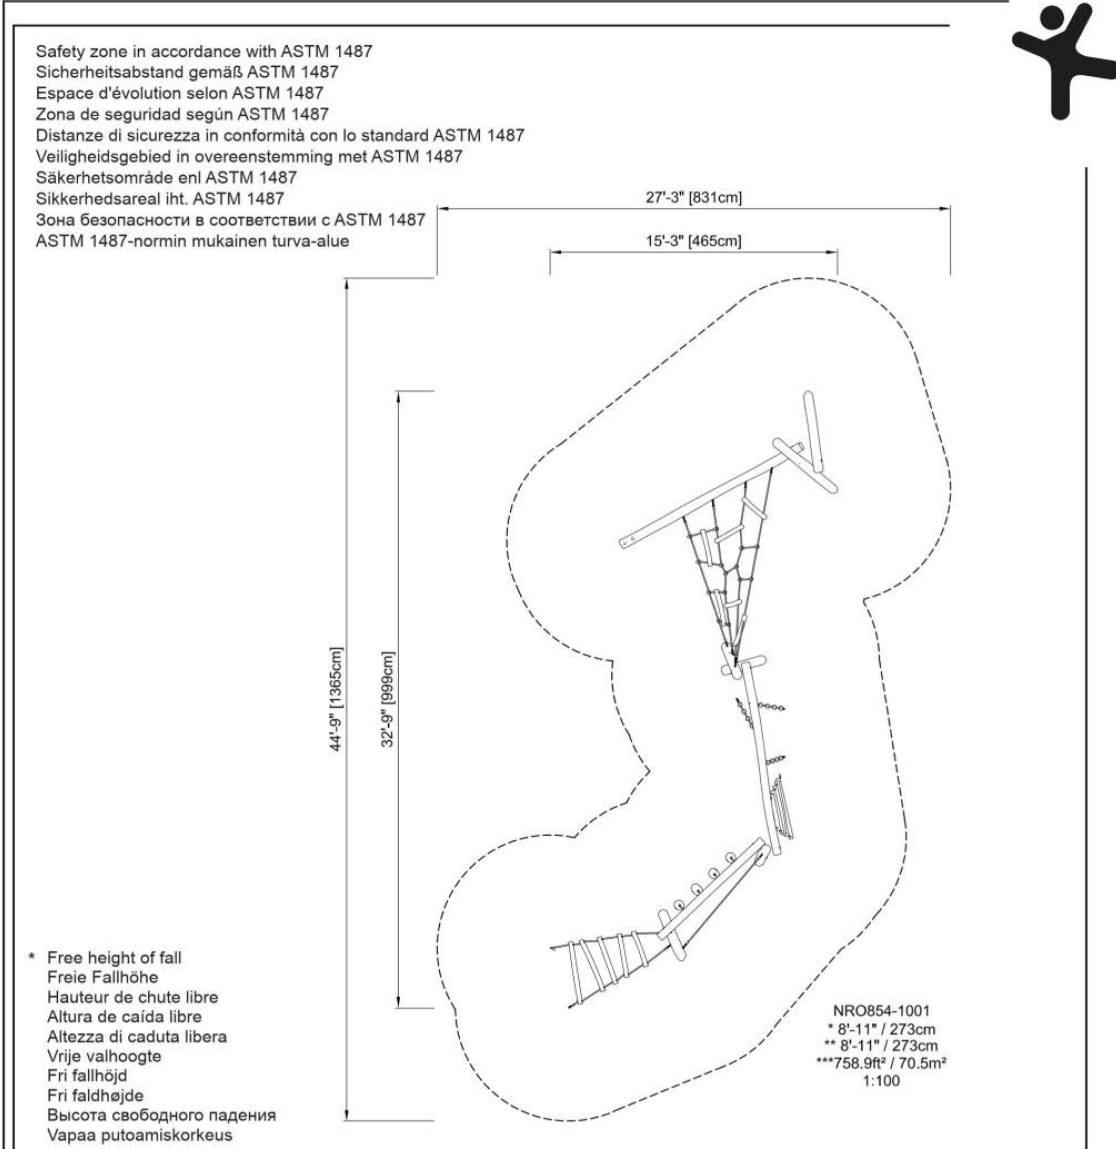 Safety zone in accordance with ASTM 1487
Sicherheitsabstand gemäß ASTM 1487
Espace d'évolution selon ASTM 1487
Zona de seguridad según ASTM 1487
Distanze di sicurezza in conformità con lo standard ASTM 1487
Veiligheidsgebied in overeenstemming met ASTM 1487
Säkerhetsområde enl ASTM 1487
Sikkerhedsareal iht. ASTM 1487
Зона безопасности в соответствии с ASTM 1487
ASTM 1487-normin mukainen turva-alue
27'-3" [831cm]
15'-3" [465cm]
44'-9" [1365cm]
32'-9" [999cm]
* Free height of fall
Freie Fallhöhe
Hauteur de chute libre
Altura de caída libre
Altezza di caduta libera
Vrije valhoogte
Fri fallhöjd
Fri faldhøjde
Высота свободного падения
Vapaa putoamiskorkeus
NRO854-1001
* 8'-11" / 273cm
** 8'-11" / 273cm
***758.9ft² / 70.5m²
1:100